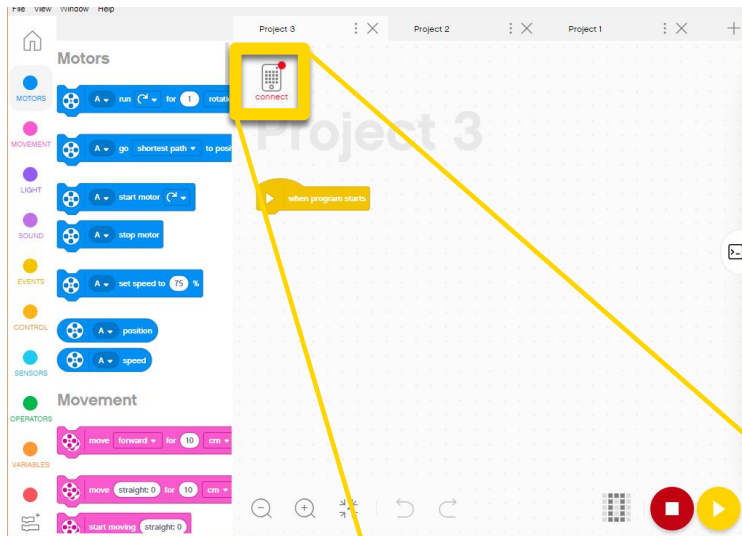 File View Window Help
Project 3
Project 2
Project 1
Motors
MOTORS
MOVEMENT
LIGHT
SOUND
EVENTS
CONTROL
SENSORS
OPERATORS
VARIABLES
A run for 1 rotati
A go shortest path to posi
A start motor
A stop motor
A set speed to 75 %
A position
A speed
Movement
move forward for 10 cm
move straight: 0 for 10 cm
start moving straight: 0
connect
Project 3
when program starts